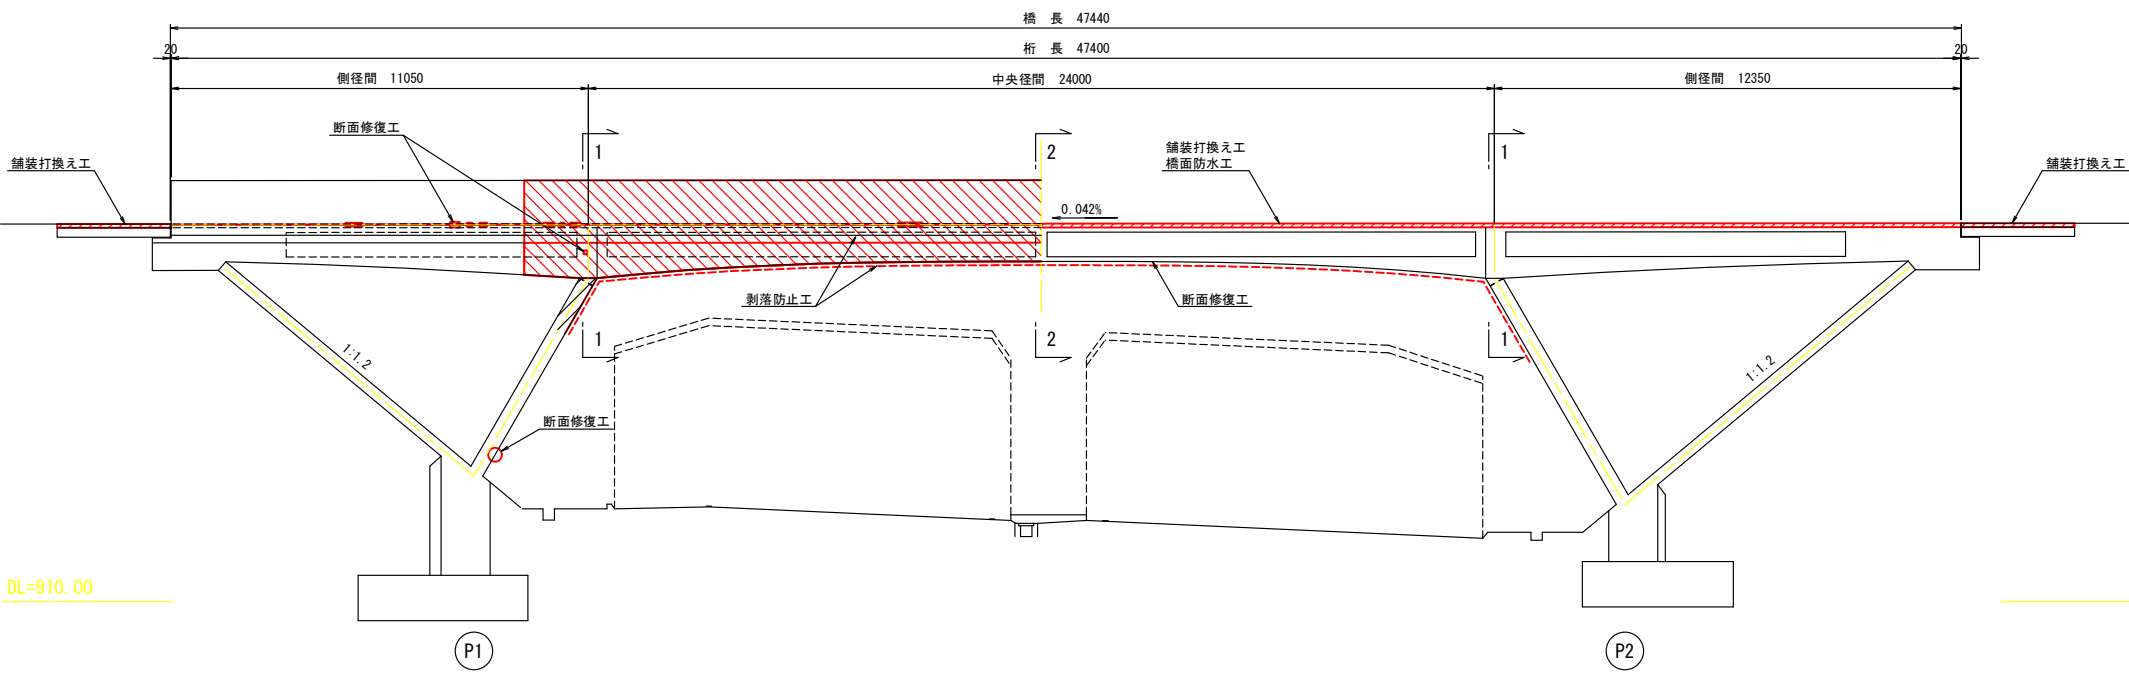 橋 長 47440
20
桁 長 47400
20
側径間 11050
中央径間 24000
側径間 12350
断面修復工
舗装打換え工
1
2
舗装打換え工
橋面防水工
1
舗装打換え工
0.042%
剥落防止工
断面修復工
1
2
1
1:1.2
1:1.2
断面修復工
DL=910.00
P1
P2